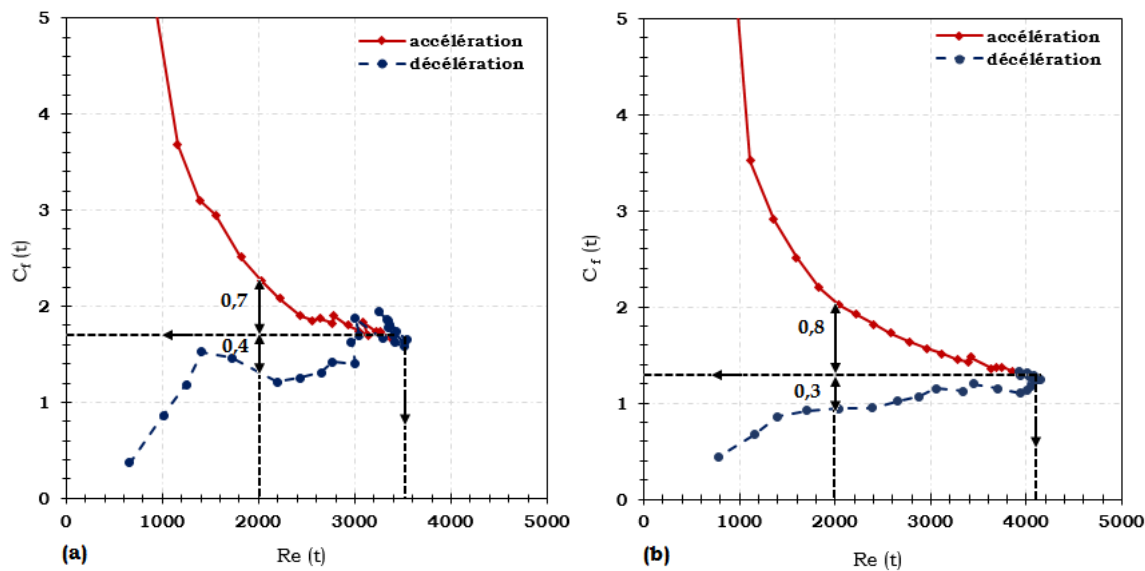 5
4
3
2
1
0
C_f (t)
accélération
décélération
0,7
0,4
0 1000 2000 3000 4000 5000
(a) Re (t)
5
4
3
2
1
0
C_f (t)
accélération
décélération
0,8
0,3
0 1000 2000 3000 4000 5000
(b) Re (t)